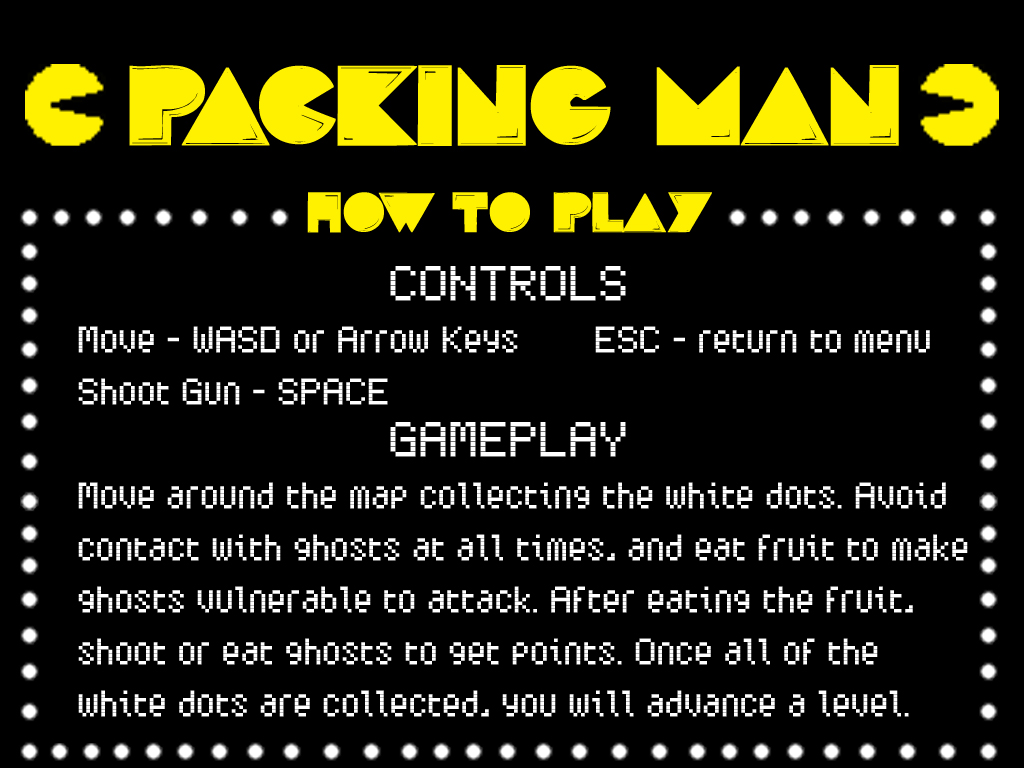 PACKING MAN
HOW TO PLAY
CONTROLS
Move - WASD or Arrow Keys ESC - return to menu
Shoot Gun - SPACE
GAMEPLAY
Move around the map collecting the white dots. Avoid
contact with ghosts at all times, and eat fruit to make
ghosts vulnerable to attack. After eating the fruit,
shoot or eat ghosts to get points. Once all of the
white dots are collected, you will advance a level.